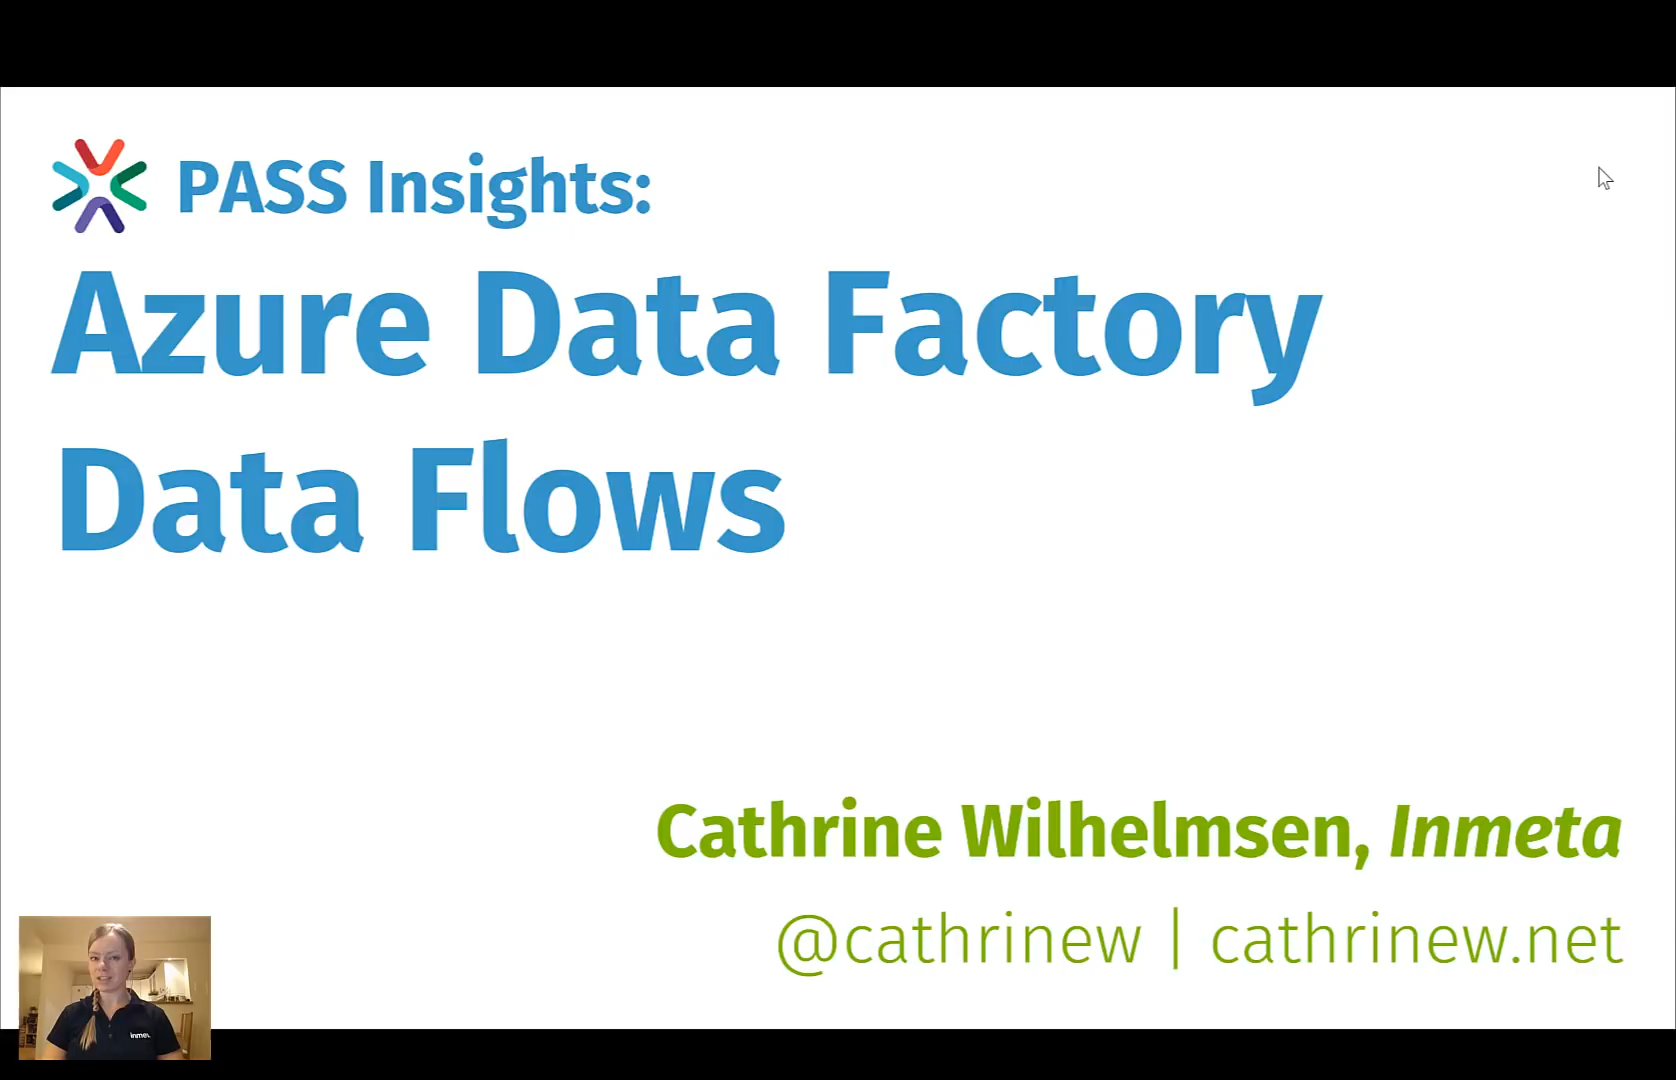 PASS Insights:
Azure Data Factory
Data Flows
Cathrine Wilhelmsen, Inmeta
@cathrinew | cathrinew.net